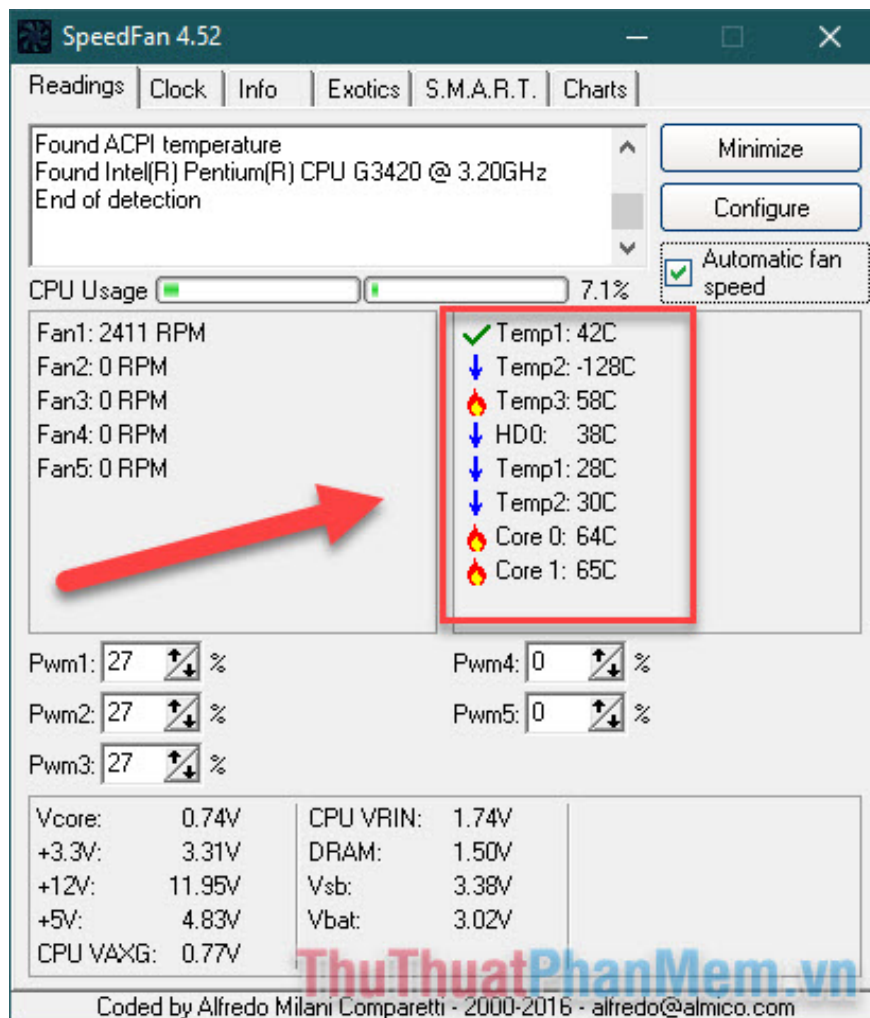 SpeedFan 4.52
Readings Clock Info Exotics S.M.A.R.T. Charts
Found ACPI temperature
Found Intel(R) Pentium(R) CPU G3420 @ 3.20GHz
End of detection
Minimize
Configure
Automatic fan
speed
CPU Usage 7.1%
Fan1: 2411 RPM
Fan2: 0 RPM
Fan3: 0 RPM
Fan4: 0 RPM
Fan5: 0 RPM
Temp1: 42C
Temp2: -128C
Temp3: 58C
HD0: 38C
Temp1: 28C
Temp2: 30C
Core 0: 64C
Core 1: 65C
Pwm1: 27 %
Pwm2: 27 %
Pwm3: 27 %
Pwm4: 0 %
Pwm5: 0 %
Vcore: 0.74V
+3.3V: 3.31V
+12V: 11.95V
+5V: 4.83V
CPU VAXG: 0.77V
CPU VRIN: 1.74V
DRAM: 1.50V
Vsb: 3.38V
Vbat: 3.02V
ThuThuatPhanMem.vn
Coded by Alfredo Milani Comparetti - 2000-2016 - alfredo@almico.com